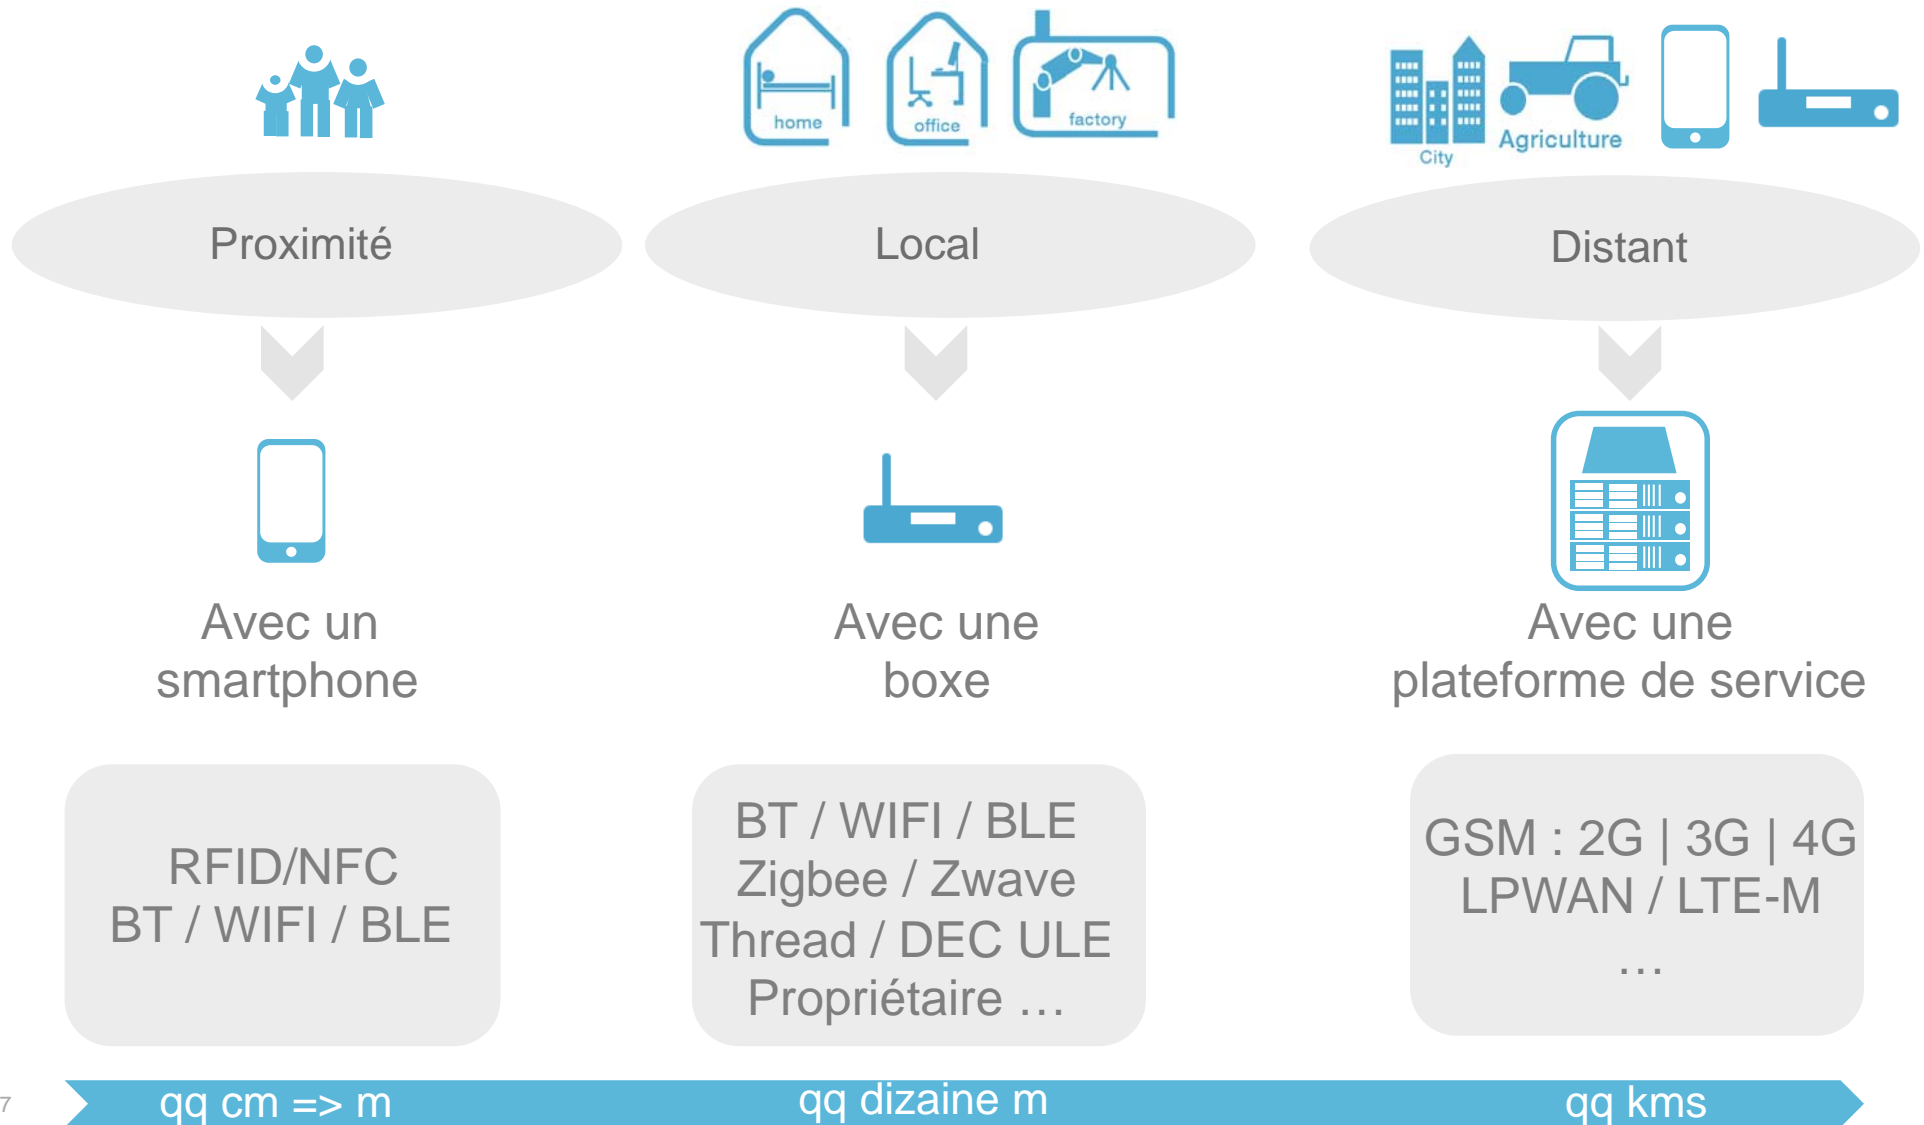 home
office
factory
City
Agriculture
Proximité
Local
Distant
Avec un
smartphone
Avec une
boxe
Avec une
plateforme de service
RFID/NFC
BT / WIFI / BLE
BT / WIFI / BLE
Zigbee / Zwave
Thread / DEC ULE
Propriétaire …
GSM : 2G | 3G | 4G
LPWAN / LTE-M
…
7
qq cm => m
qq dizaine m
qq kms